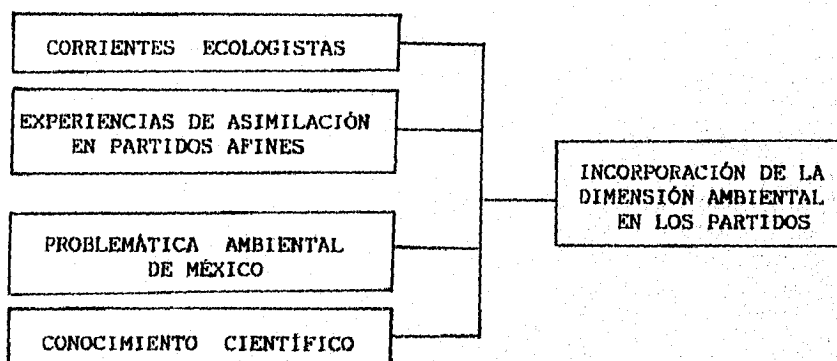 CORRIENTES ECOLOGISTAS
EXPERIENCIAS DE ASIMILACIÓN
EN PARTIDOS AFINES
PROBLEMÁTICA AMBIENTAL
DE MÉXICO
CONOCIMIENTO CIENTÍFICO
INCORPORACIÓN DE LA
DIMENSIÓN AMBIENTAL
EN LOS PARTIDOS